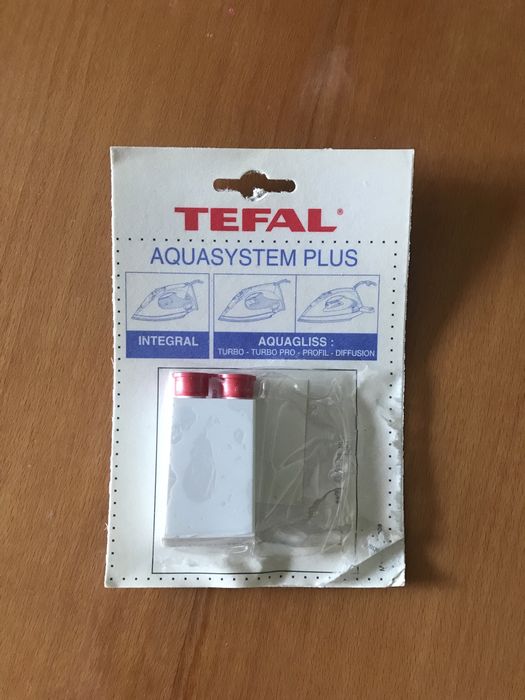 TEFAL®
AQUASYSTEM PLUS
INTEGRAL
AQUAGLISS :
TURBO - TURBO PRO - PROFIL - DIFFUSION